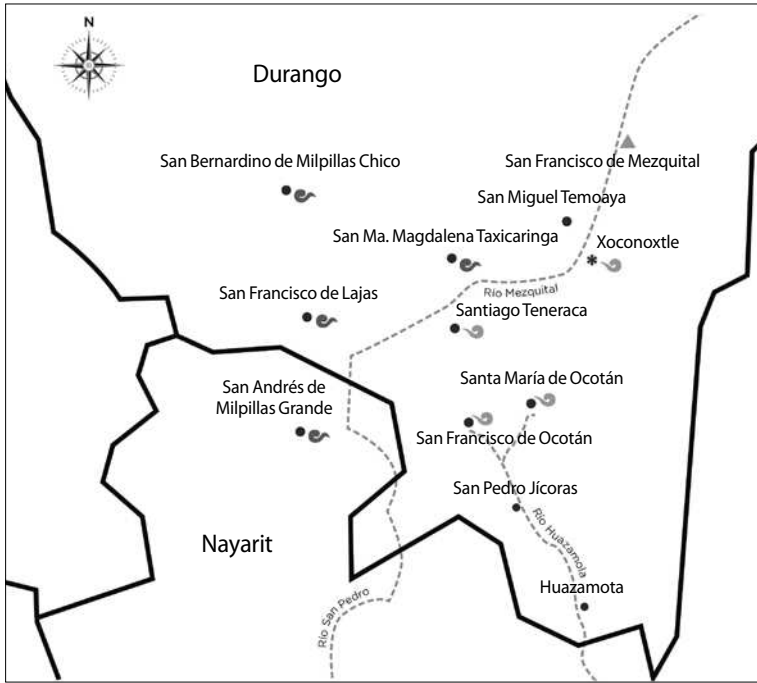 N
Durango
San Bernardino de Milpillas Chico
San Francisco de Mezquital
San Miguel Temoaya
San Ma. Magdalena Taxicaringa
Xoconoxtle
*
Río Mezquital
San Francisco de Lajas
Santiago Teneraca
San Andrés de
Milpillas Grande
Santa María de Ocotán
San Francisco de Ocotán
San Pedro Jícoras
Río Huazamola
Nayarit
Huazamota
Río San Pedro